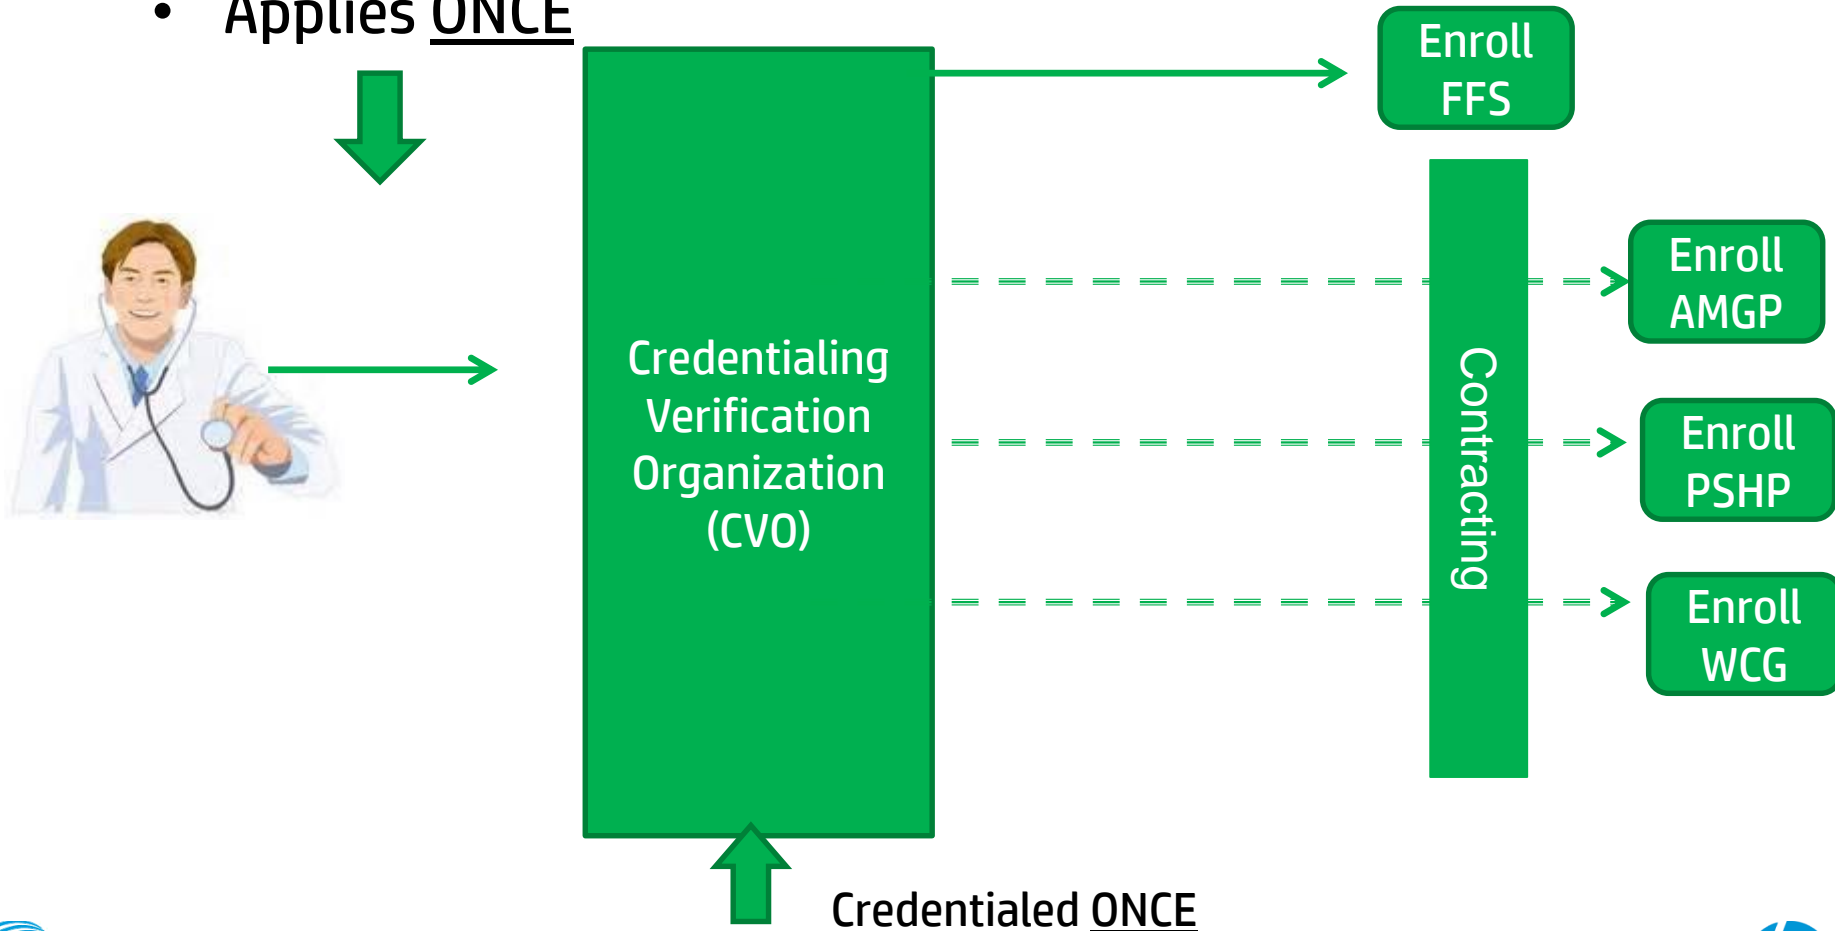 • Applies ONCE
Enroll
FFS
Enroll
AMGP
Credentialing
Verification
Organization
(CVO)
Contracting
Enroll
PSHP
Enroll
WCG
Credentialed ONCE